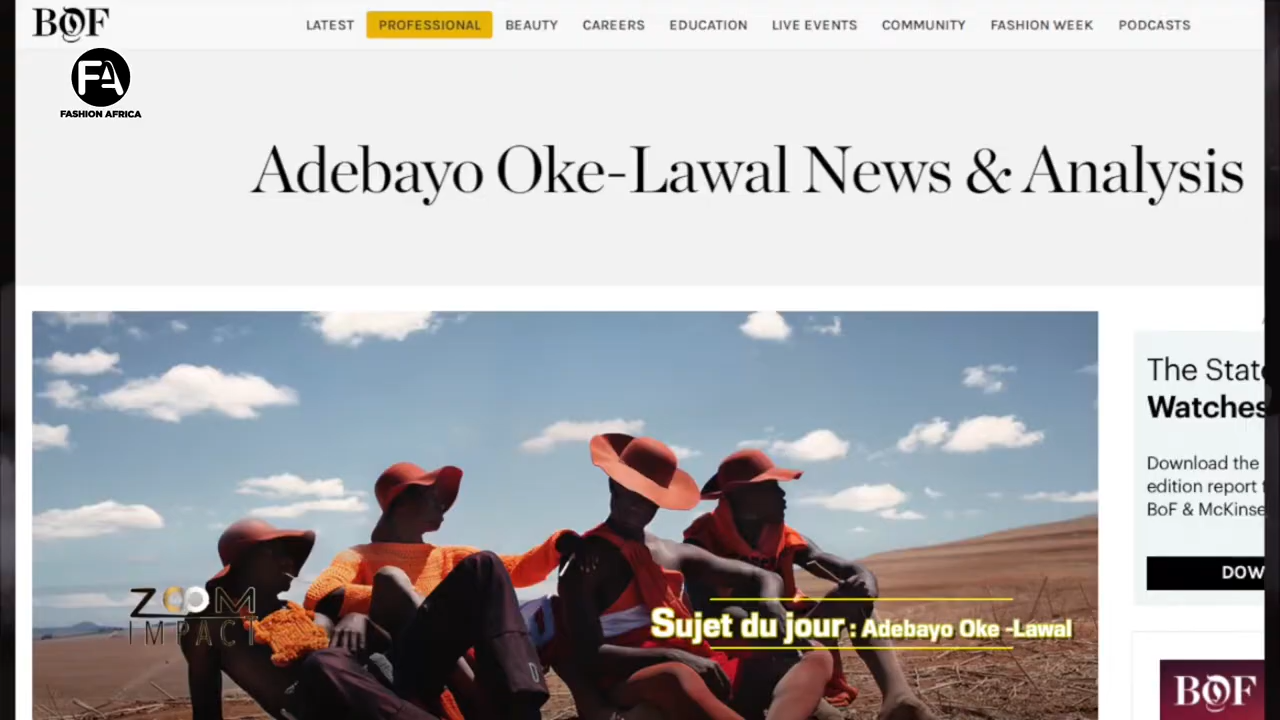 BOF
LATEST PROFESSIONAL BEAUTY CAREERS EDUCATION LIVE EVENTS COMMUNITY FASHION WEEK PODCASTS
FA
FASHION AFRICA
Adebayo Oke-Lawal News & Analysis
The State
Watches
Download the
edition report
BoF & McKinse
DOW
ZOOM
IMPACT
Sujet du jour : Adebayo Oke -Lawal
BOF